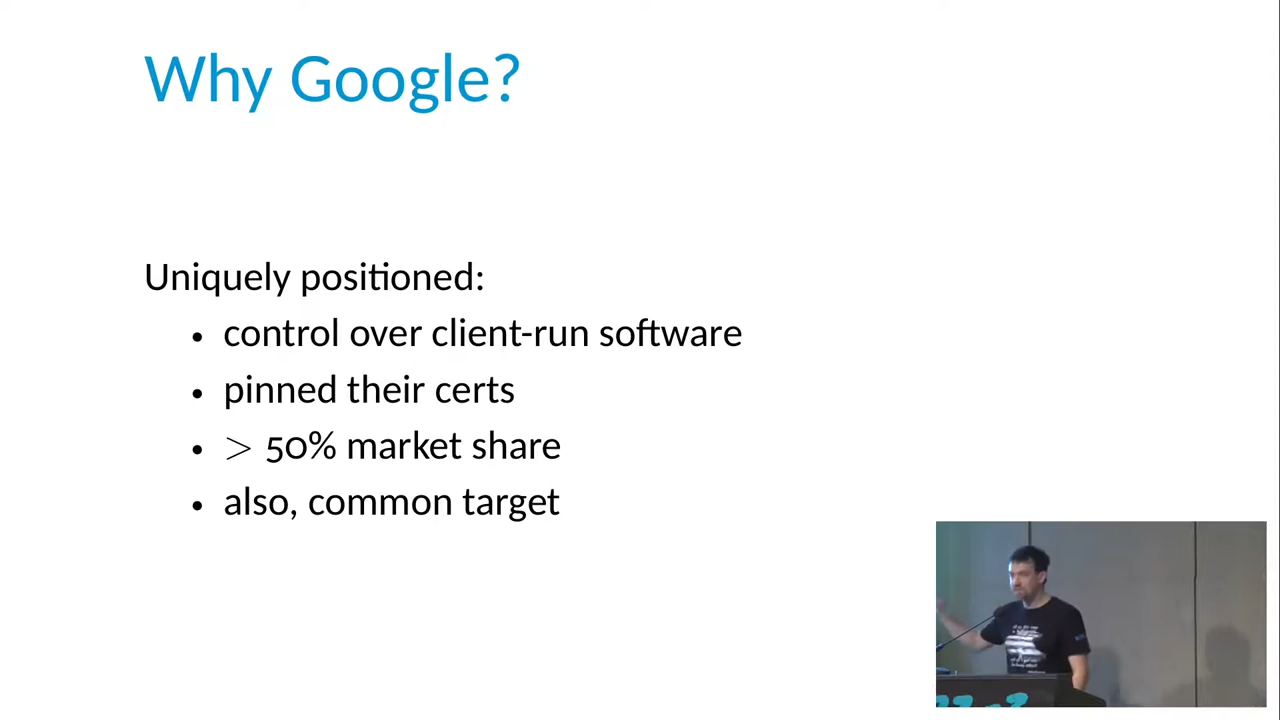 Why Google?
Uniquely positioned:
• control over client-run software
• pinned their certs
• > 50% market share
• also, common target